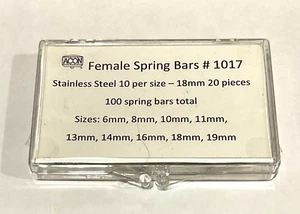 ACON Female Spring Bars # 1017
Stainless Steel 10 per size – 18mm 20 pieces
100 spring bars total
Sizes: 6mm, 8mm, 10mm, 11mm,
13mm, 14mm, 16mm, 18mm, 19mm